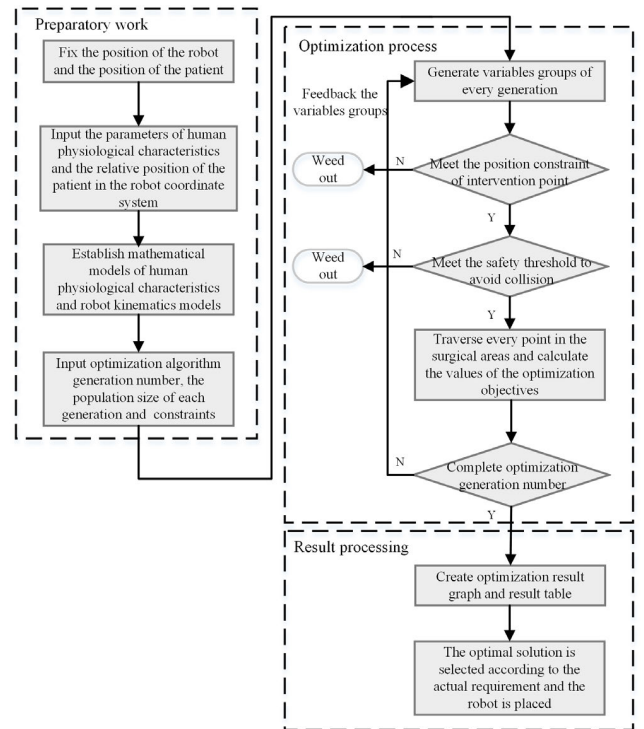 Preparatory work
Fix the position of the robot
and the position of the patient
Input the parameters of human
physiological characteristics
and the relative position of the
patient in the robot coordinate
system
Establish mathematical
models of human
physiological characteristics
and robot kinematics models
Input optimization algorithm
generation number, the
population size of each
generation and constraints
Optimization process
Generate variables groups of
every generation
Feedback the
variables groups
Meet the position constraint
of intervention point
N
Weed
out
Y
Meet the safety threshold to
avoid collision
N
Weed
out
Y
Traverse every point in the
surgical areas and calculate
the values of the optimization
objectives
Complete optimization
generation number
N
Y
Result processing
Create optimization result
graph and result table
The optimal solution is
selected according to the
actual requirement and the
robot is placed